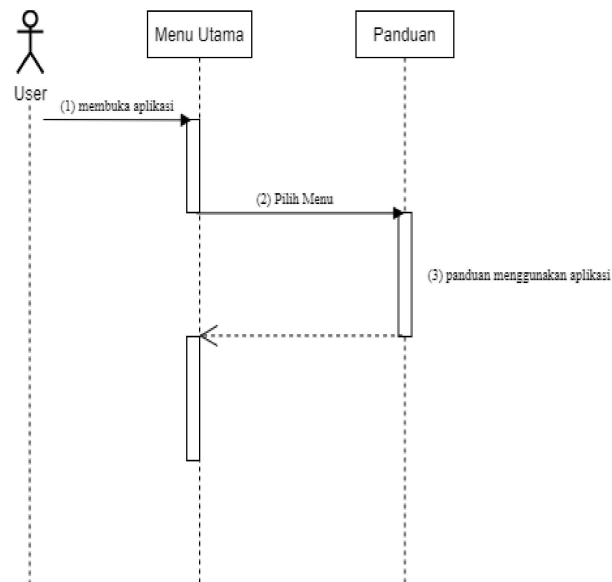 Menu Utama
Panduan
User
(1) membuka aplikasi
(2) Pilih Menu
(3) panduan menggunakan aplikasi